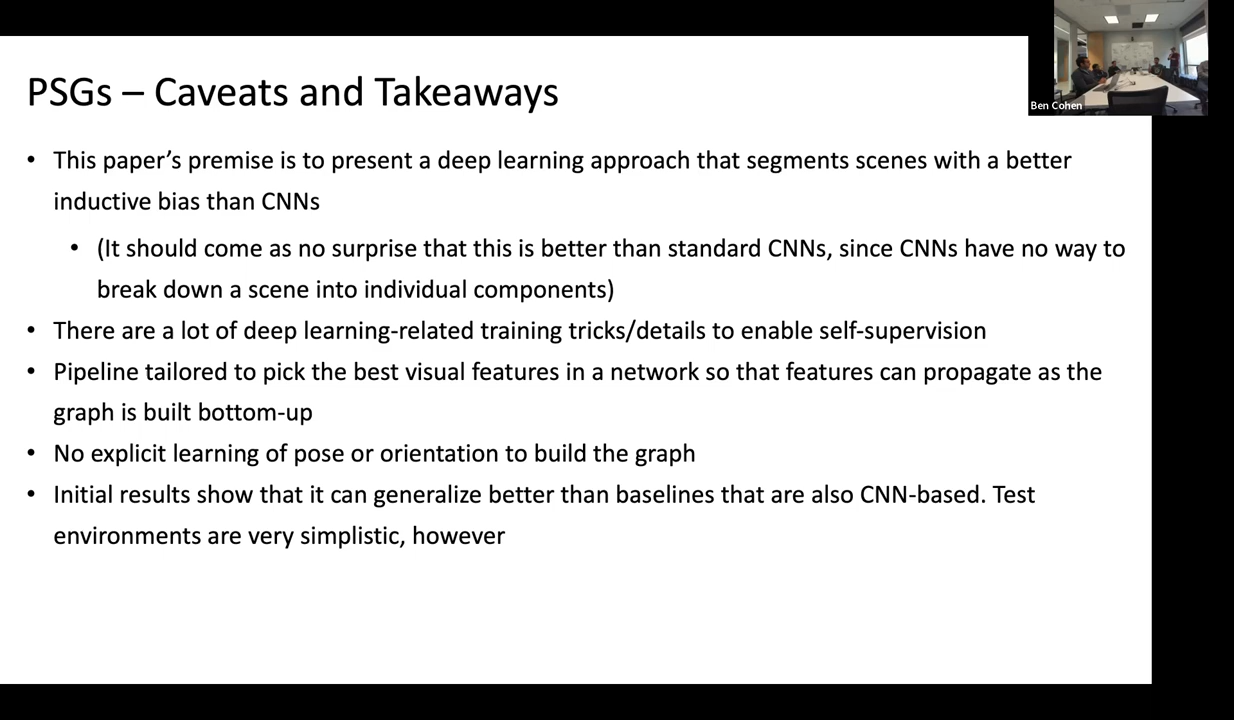 PSGs – Caveats and Takeaways
Ben Cohen
• This paper’s premise is to present a deep learning approach that segments scenes with a better
inductive bias than CNNs
• (It should come as no surprise that this is better than standard CNNs, since CNNs have no way to
break down a scene into individual components)
• There are a lot of deep learning-related training tricks/details to enable self-supervision
• Pipeline tailored to pick the best visual features in a network so that features can propagate as the
graph is built bottom-up
• No explicit learning of pose or orientation to build the graph
• Initial results show that it can generalize better than baselines that are also CNN-based. Test
environments are very simplistic, however